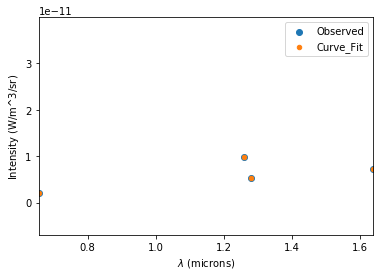 1e−11
Observed
Curve_Fit
Intensity (W/m^3/sr)
3
2
1
0
0.8
1.0
1.2
1.4
1.6
λ (microns)